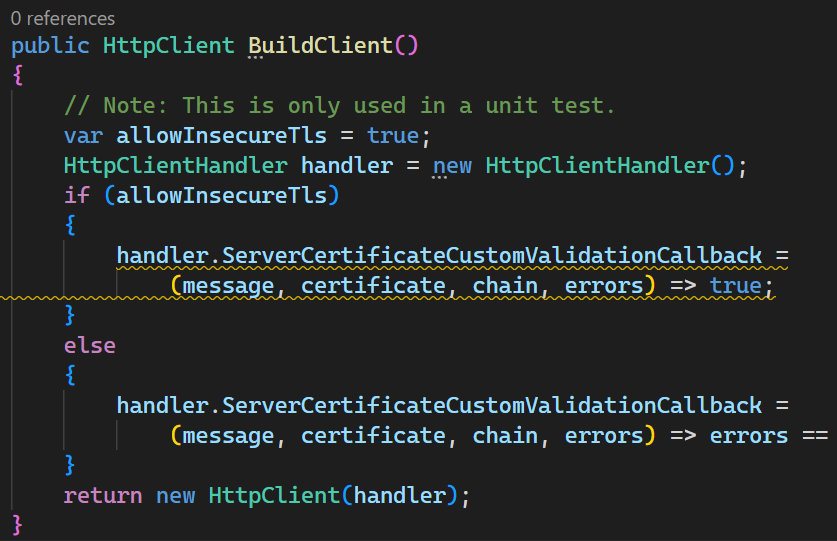 0 references
public HttpClient BuildClient()
{
// Note: This is only used in a unit test.
var allowInsecureTls = true;
HttpClientHandler handler = new HttpClientHandler();
if (allowInsecureTls)
{
handler.ServerCertificateCustomValidationCallback =
(message, certificate, chain, errors) => true;
}
else
{
handler.ServerCertificateCustomValidationCallback =
(message, certificate, chain, errors) => errors ==
}
return new HttpClient(handler);
}